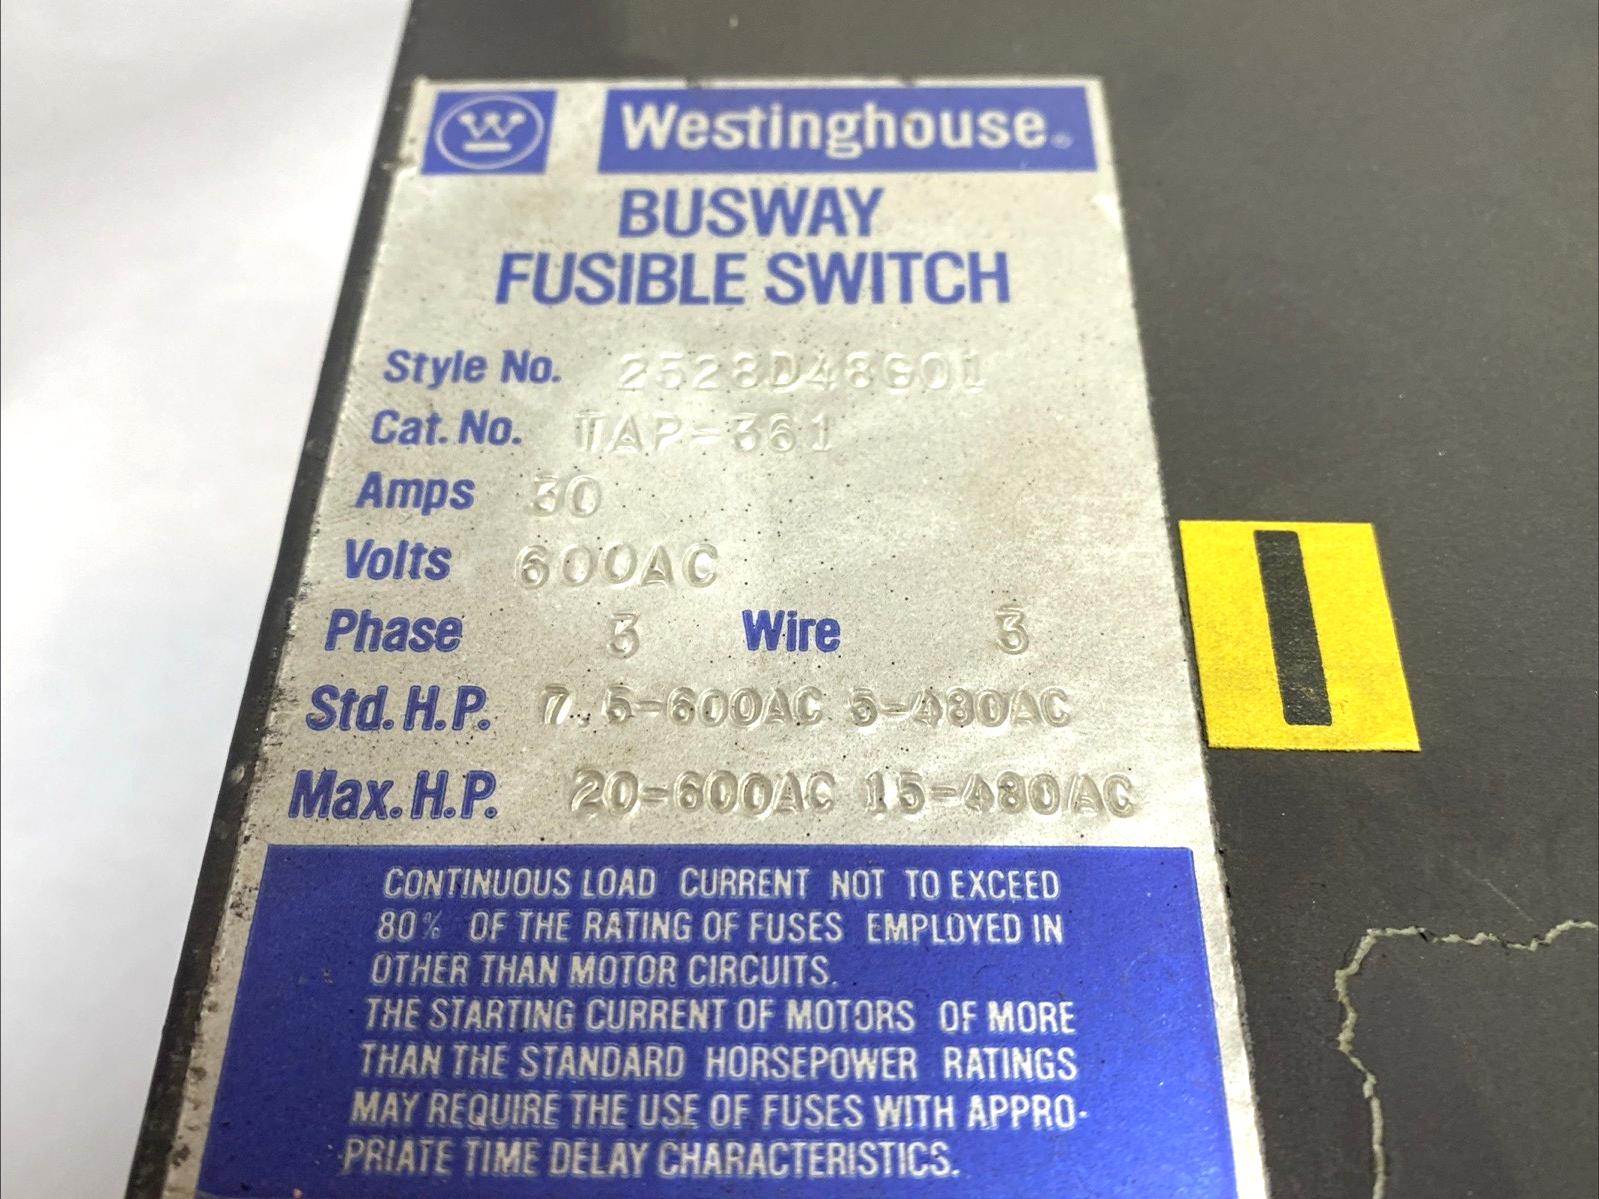 Westinghouse®
BUSWAY
FUSIBLE SWITCH
Style No. 2528D48G01
Cat. No. TAP-361
Amps 30
Volts 600AC
Phase 3 Wire 3
Std. H.P. 7.5-600AC 5-480AC
Max. H.P. 20-600AC 15-480AC
CONTINUOUS LOAD CURRENT NOT TO EXCEED
80% OF THE RATING OF FUSES EMPLOYED IN
OTHER THAN MOTOR CIRCUITS.
THE STARTING CURRENT OF MOTORS OF MORE
THAN THE STANDARD HORSEPOWER RATINGS
MAY REQUIRE THE USE OF FUSES WITH APPRO-
PRIATE TIME DELAY CHARACTERISTICS.